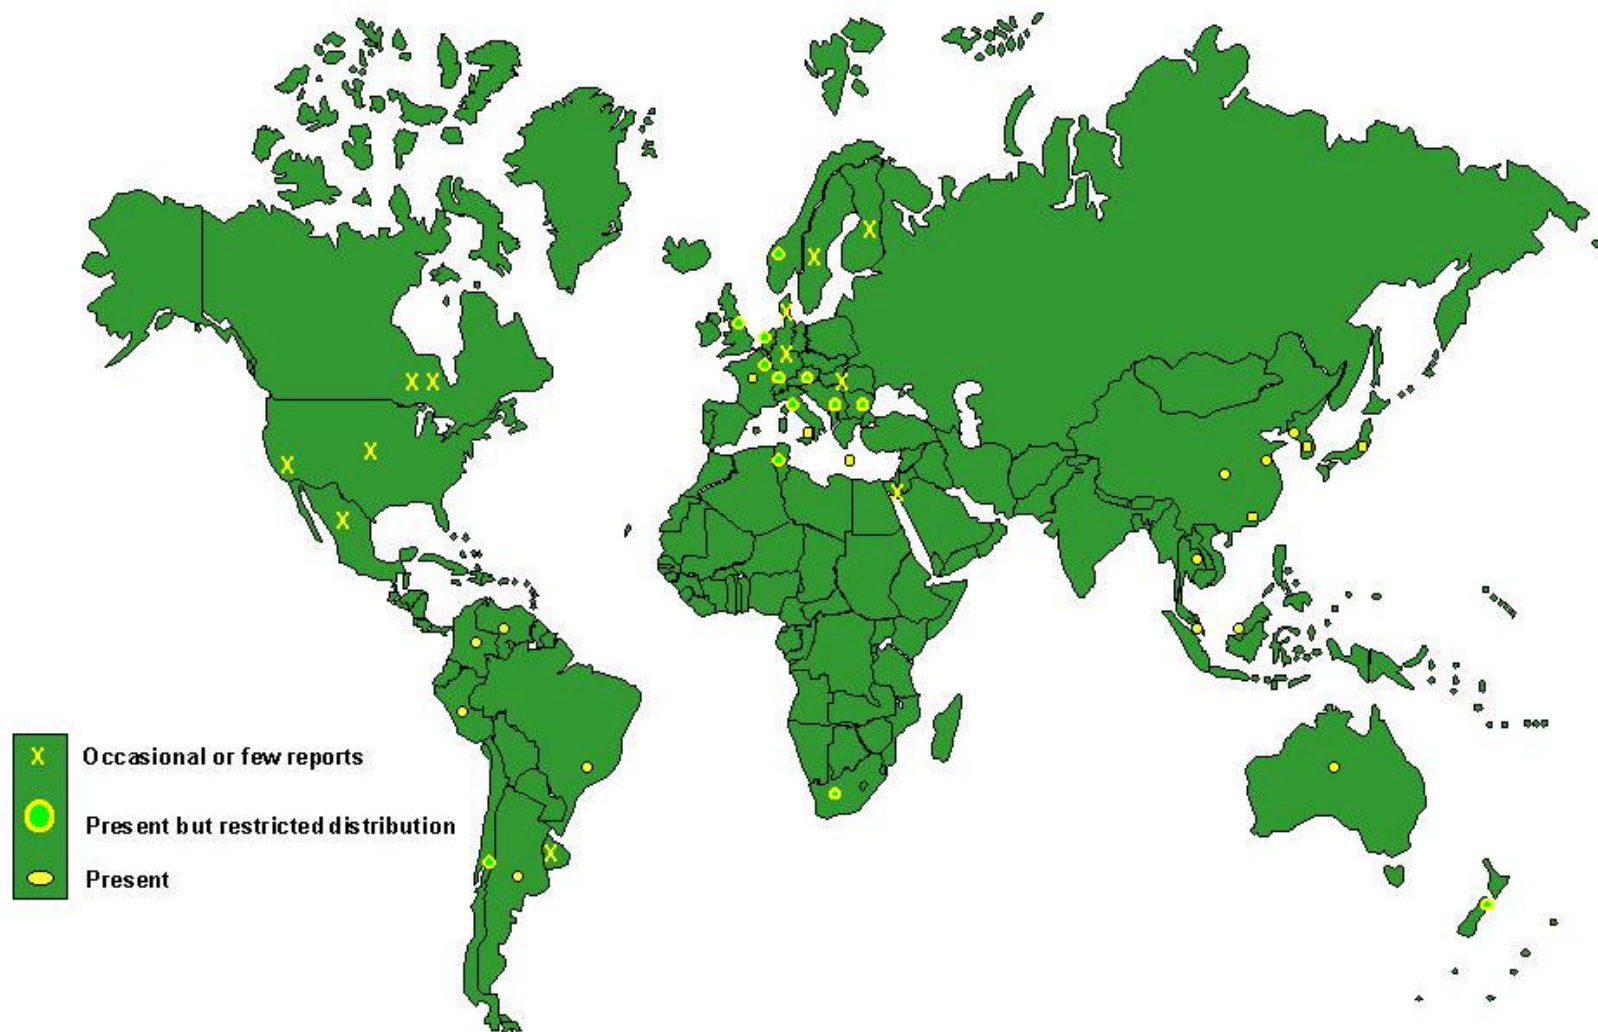 X Occasional or few reports
Present but restricted distribution
Present